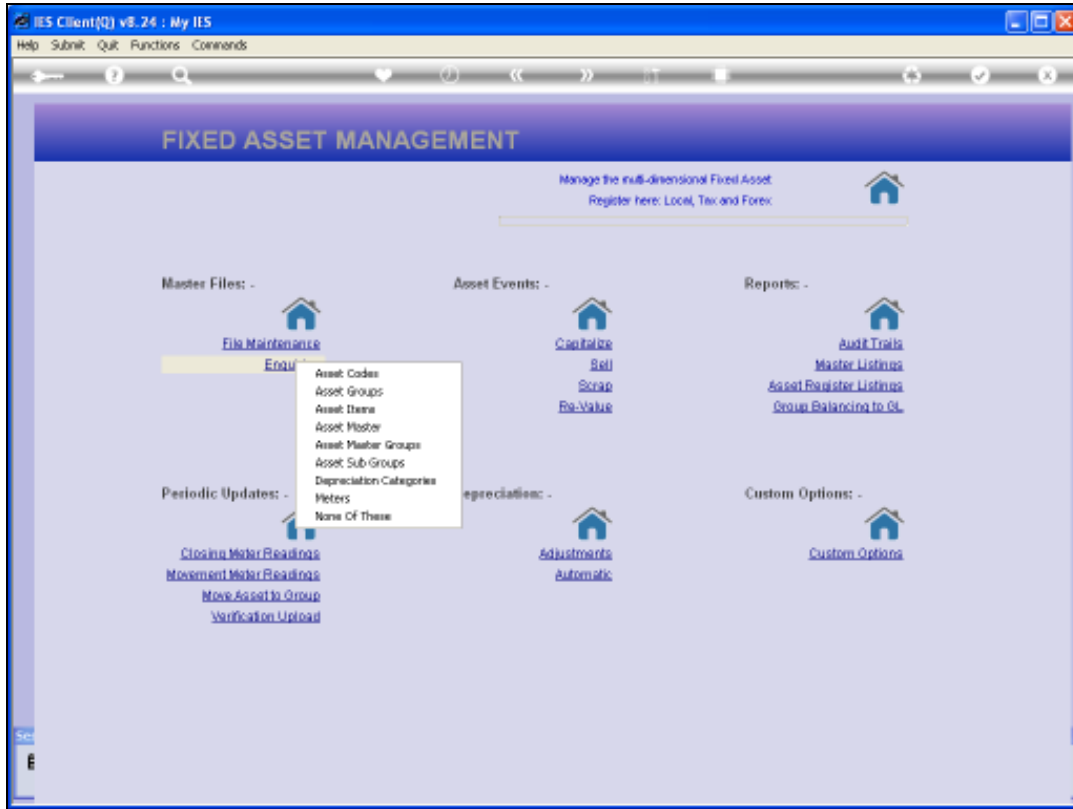 IES Client(Q) v8.24 : My IES
Help Submit Quit Functions Commands
FIXED ASSET MANAGEMENT
Manage the multi-dimensional Fixed Asset
Register here: Local, Tax and Forex
Master Files: -
Asset Events: -
Reports: -
File Maintenance
Capitalize
Audit Trails
Sell
Master Listings
Scrap
Asset Register Listings
Re-Value
Group Balancing to GL
Asset Codes
Asset Groups
Asset Items
Asset Master
Asset Master Groups
Asset Sub Groups
Depreciation Categories
Meters
None Of These
Periodic Updates: -
epreciation: -
Custom Options: -
Closing Meter Readings
Adjustments
Custom Options
Movement Meter Readings
Automatic
Move Asset to Group
Verification Upload